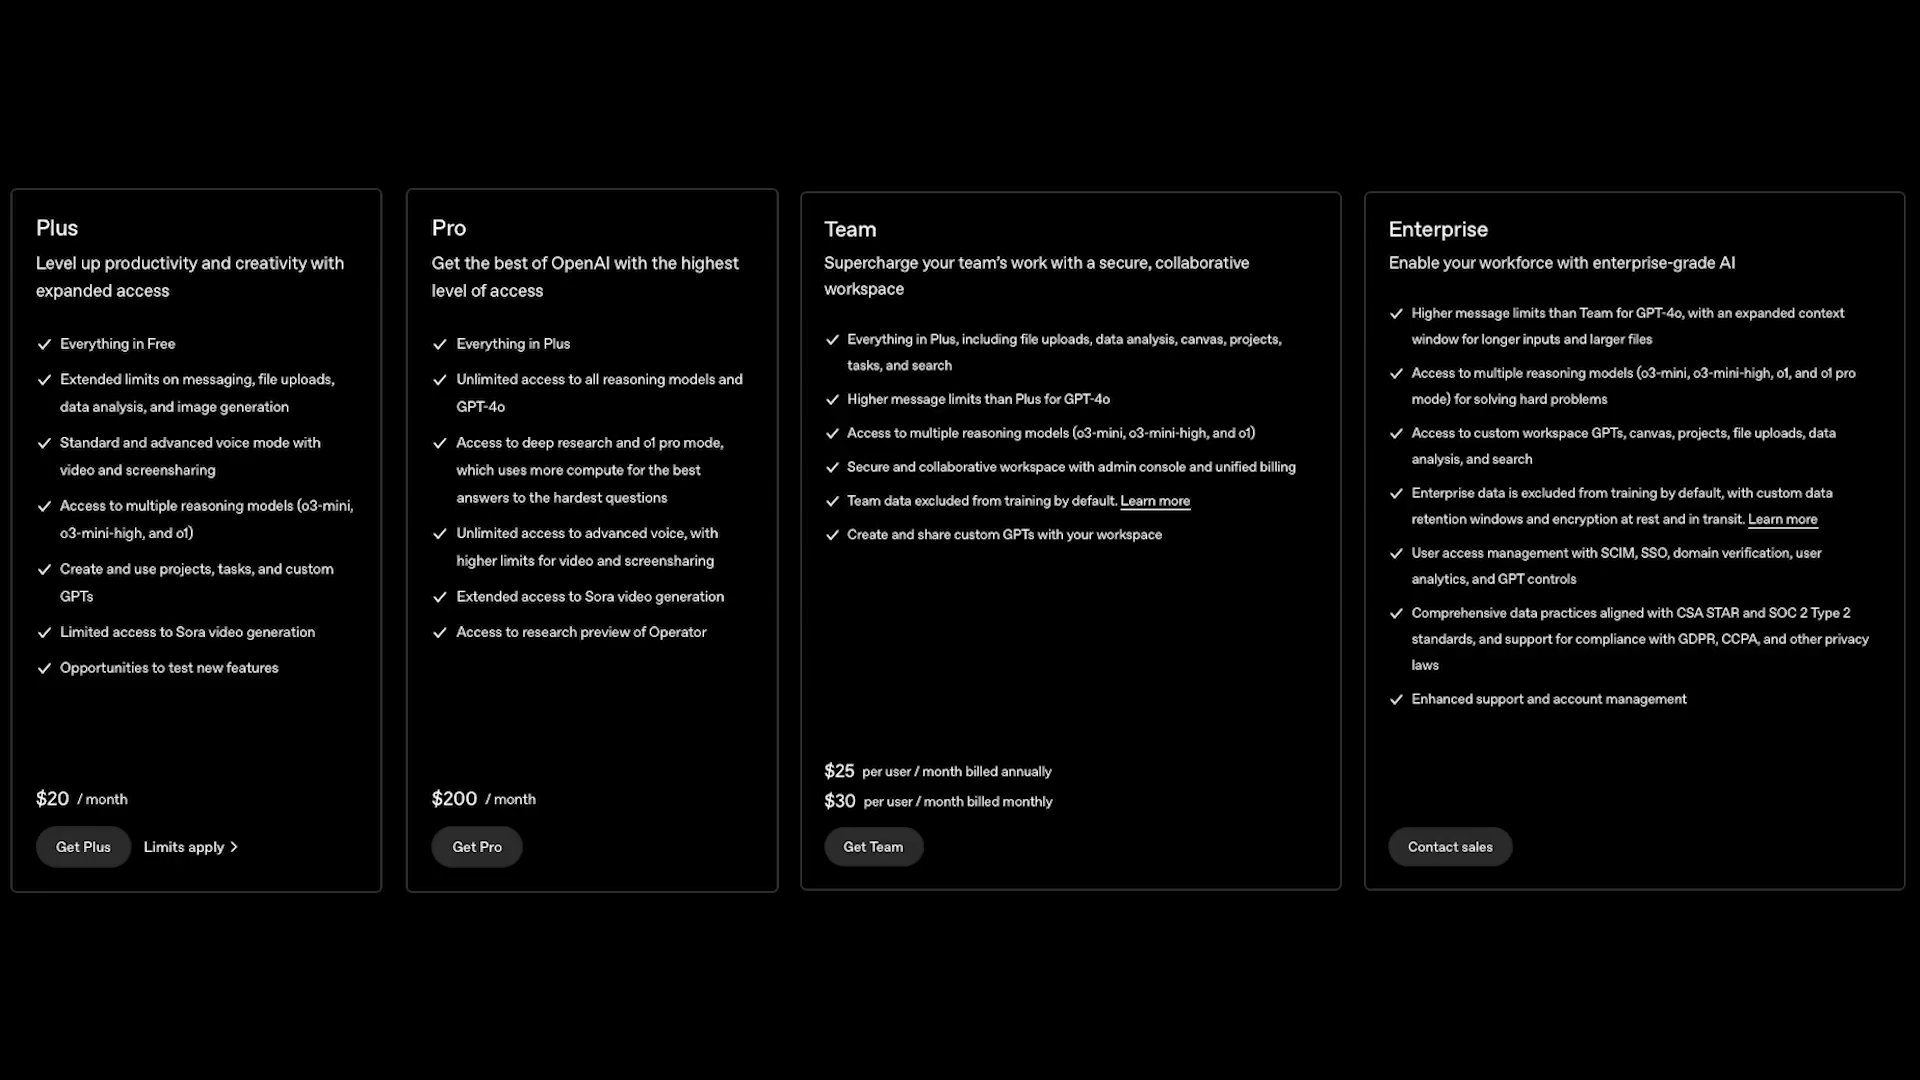 Plus
Level up productivity and creativity with
expanded access
Everything in Free
Extended limits on messaging, file uploads,
data analysis, and image generation
Standard and advanced voice mode with
video and screensharing
Access to multiple reasoning models (o3-mini,
o3-mini-high, and o1)
Create and use projects, tasks, and custom
GPTs
Limited access to Sora video generation
Opportunities to test new features
$20 / month
Get Plus Limits apply >
Pro
Get the best of OpenAI with the highest
level of access
Everything in Plus
Unlimited access to all reasoning models and
GPT-4o
Access to deep research and o1 pro mode,
which uses more compute for the best
answers to the hardest questions
Unlimited access to advanced voice, with
higher limits for video and screensharing
Extended access to Sora video generation
Access to research preview of Operator
$200 / month
Get Pro
Team
Supercharge your team's work with a secure, collaborative
workspace
Everything in Plus, including file uploads, data analysis, canvas, projects,
tasks, and search
Higher message limits than Plus for GPT-4o
Access to multiple reasoning models (o3-mini, o3-mini-high, and o1)
Secure and collaborative workspace with admin console and unified billing
Team data excluded from training by default. Learn more
Create and share custom GPTs with your workspace
$25 per user / month billed annually
$30 per user / month billed monthly
Get Team
Enterprise
Enable your workforce with enterprise-grade AI
Higher message limits than Team for GPT-4o, with an expanded context
window for longer inputs and larger files
Access to multiple reasoning models (o3-mini, o3-mini-high, o1, and o1 pro
mode) for solving hard problems
Access to custom workspace GPTs, canvas, projects, file uploads, data
analysis, and search
Enterprise data is excluded from training by default, with custom data
retention windows and encryption at rest and in transit. Learn more
User access management with SCIM, SSO, domain verification, user
analytics, and GPT controls
Comprehensive data practices aligned with CSA STAR and SOC 2 Type 2
standards, and support for compliance with GDPR, CCPA, and other privacy
laws
Enhanced support and account management
Contact sales